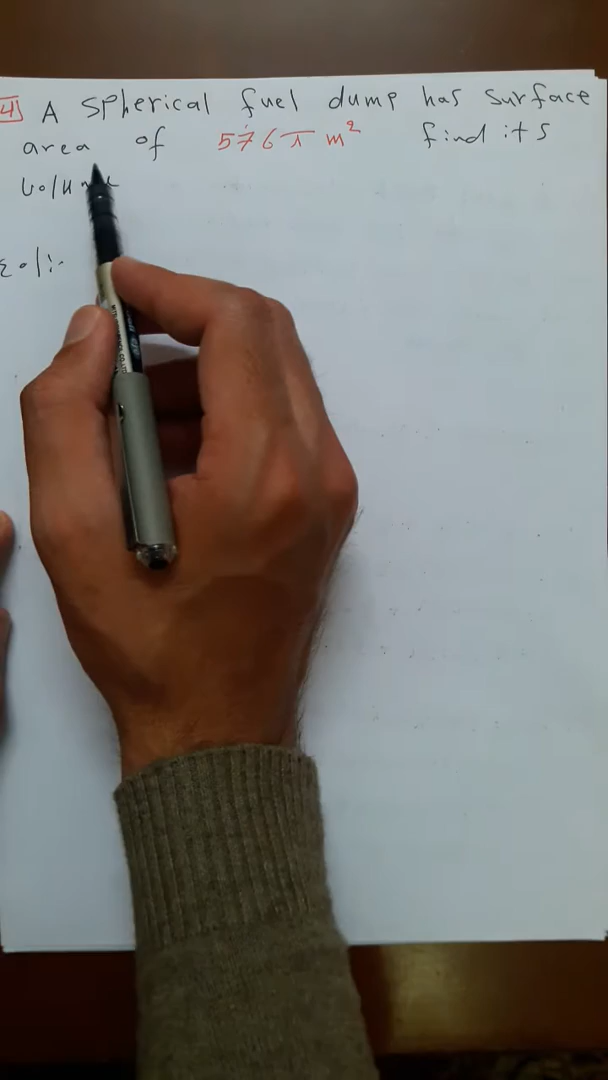 4 A spherical fuel dump has surface
area of 576π m² find its
Sol:-